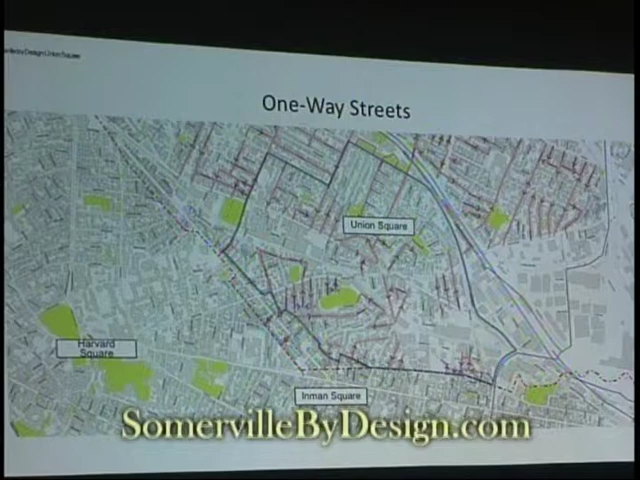 One-Way Streets
Union Square
Harvard
Square
Inman Square
SomervilleByDesign.com